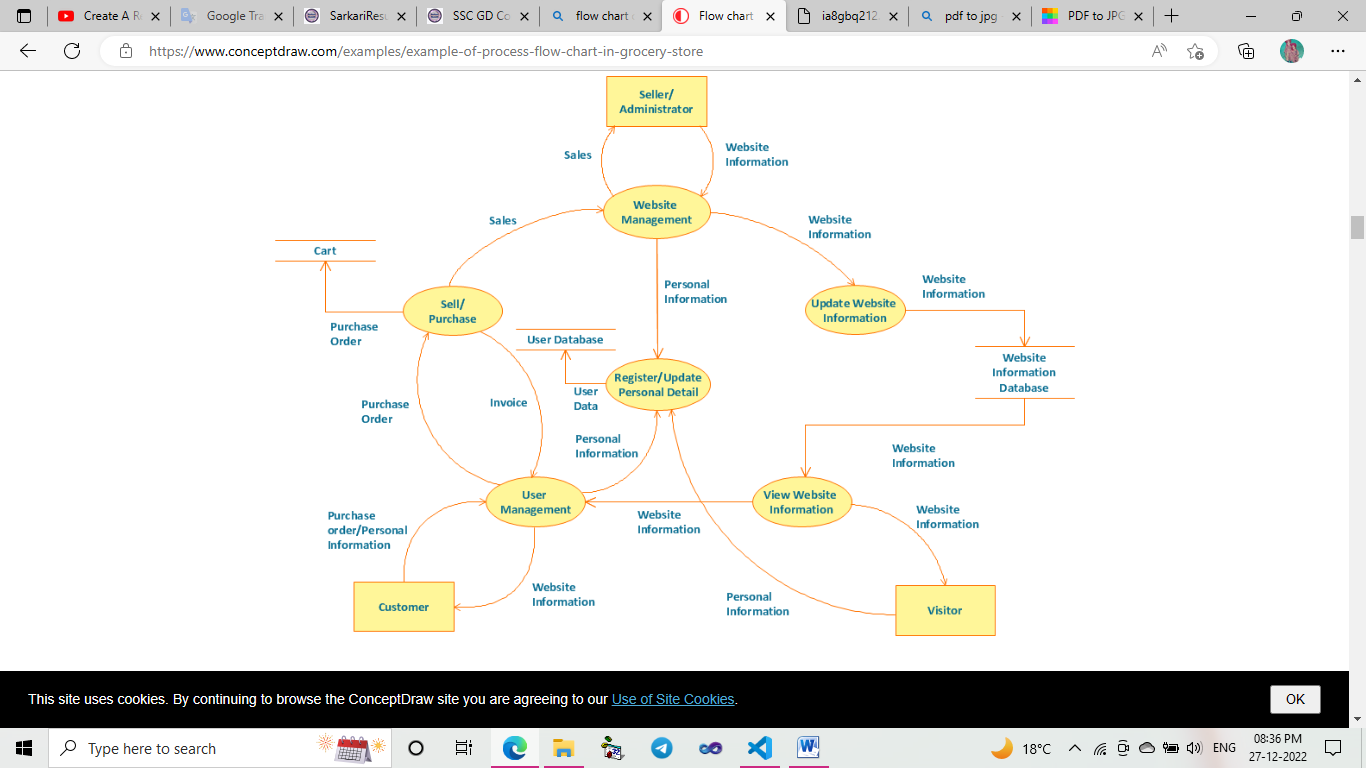 Create A R
Google Tra
SarkariResu
SSC GD Co
flow chart
Flow chart
ia8gbq212
pdf to jpg
PDF to JPG
https://www.conceptdraw.com/examples/example-of-process-flow-chart-in-grocery-store
Seller/
Administrator
Sales
Website
Information
Website
Management
Sales
Website
Information
Cart
Personal
Information
Website
Information
Sell/
Purchase
Update Website
Information
Purchase
Order
User Database
Website
Information
Database
Register/Update
Personal Detail
User
Data
Purchase
Order
Invoice
Personal
Information
Website
Information
User
Management
View Website
Information
Purchase
order/Personal
Information
Website
Information
Website
Information
Customer
Website
Information
Personal
Information
Visitor
This site uses cookies. By continuing to browse the ConceptDraw site you are agreeing to our Use of Site Cookies.
OK
Type here to search
18°C
ENG
08:36 PM
27-12-2022